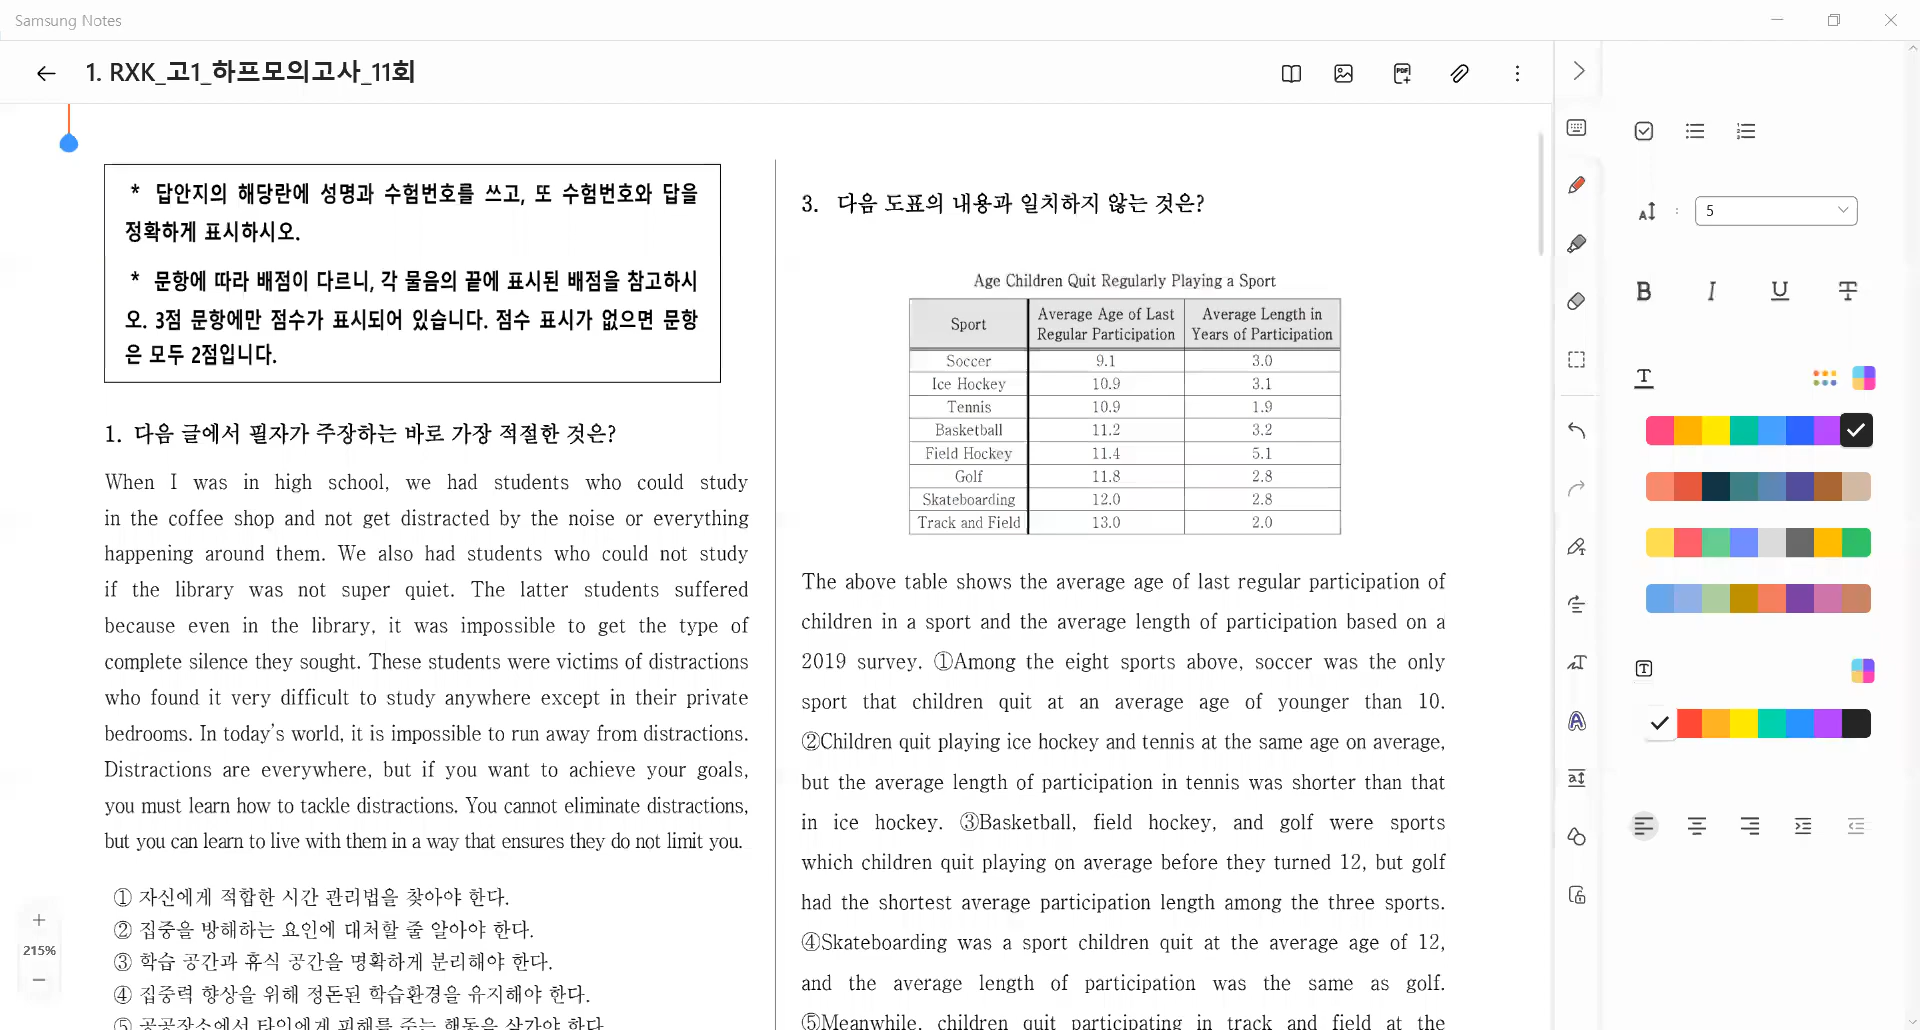 Samsung Notes
1. RXK_고1_하프모의고사_11회
* 답안지의 해당란에 성명과 수험번호를 쓰고, 또 수험번호와 답을
정확하게 표시하시오.
* 문항에 따라 배점이 다르니, 각 물음의 끝에 표시된 배점을 참고하시
오. 3점 문항에만 점수가 표시되어 있습니다. 점수 표시가 없으면 문항
은 모두 2점입니다.
1. 다음 글에서 필자가 주장하는 바로 가장 적절한 것은?
When I was in high school, we had students who could study
in the coffee shop and not get distracted by the noise or everything
happening around them. We also had students who could not study
if the library was not super quiet. The latter students suffered
because even in the library, it was impossible to get the type of
complete silence they sought. These students were victims of distractions
who found it very difficult to study anywhere except in their private
bedrooms. In today's world, it is impossible to run away from distractions.
Distractions are everywhere, but if you want to achieve your goals,
you must learn how to tackle distractions. You cannot eliminate distractions,
but you can learn to live with them in a way that ensures they do not limit you.
① 자신에게 적합한 시간 관리법을 찾아야 한다.
② 집중을 방해하는 요인에 대처할 줄 알아야 한다.
③ 학습 공간과 휴식 공간을 명확하게 분리해야 한다.
④ 집중력 향상을 위해 정돈된 학습환경을 유지해야 한다.
⑤ 공공장소에서 타인에게 피해를 주는 행동을 삼가야 한다
3. 다음 도표의 내용과 일치하지 않는 것은?
Age Children Quit Regularly Playing a Sport
Sport
Average Age of Last
Regular Participation
Average Length in
Years of Participation
Soccer 9.1 3.0
Ice Hockey 10.9 3.1
Tennis 10.9 1.9
Basketball 11.2 3.2
Field Hockey 11.4 5.1
Golf 11.8 2.8
Skateboarding 12.0 2.8
Track and Field 13.0 2.0
The above table shows the average age of last regular participation of
children in a sport and the average length of participation based on a
2019 survey. ①Among the eight sports above, soccer was the only
sport that children quit at an average age of younger than 10.
②Children quit playing ice hockey and tennis at the same age on average,
but the average length of participation in tennis was shorter than that
in ice hockey. ③Basketball, field hockey, and golf were sports
which children quit playing on average before they turned 12, but golf
had the shortest average participation length among the three sports.
④Skateboarding was a sport children quit at the average age of 12,
and the average length of participation was the same as golf.
⑤Meanwhile, children quit participating in track and field at the
215%
PDF
5
B I U T
T
T